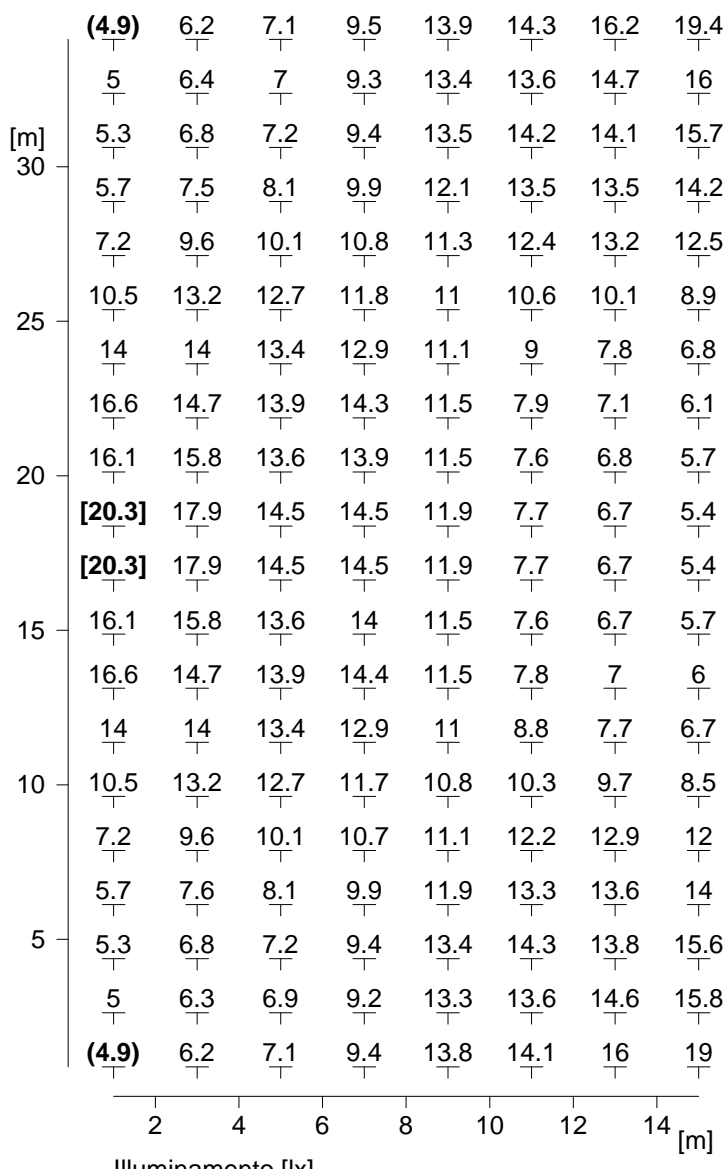 (4.9) 6.2 7.1 9.5 13.9 14.3 16.2 19.4
5 6.4 7 9.3 13.4 13.6 14.7 16
[m] 5.3 6.8 7.2 9.4 13.5 14.2 14.1 15.7
30
5.7 7.5 8.1 9.9 12.1 13.5 13.5 14.2
7.2 9.6 10.1 10.8 11.3 12.4 13.2 12.5
10.5 13.2 12.7 11.8 11 10.6 10.1 8.9
25
14 14 13.4 12.9 11.1 9 7.8 6.8
16.6 14.7 13.9 14.3 11.5 7.9 7.1 6.1
16.1 15.8 13.6 13.9 11.5 7.6 6.8 5.7
20
[20.3] 17.9 14.5 14.5 11.9 7.7 6.7 5.4
[20.3] 17.9 14.5 14.5 11.9 7.7 6.7 5.4
15 16.1 15.8 13.6 14 11.5 7.6 6.7 5.7
16.6 14.7 13.9 14.4 11.5 7.8 7 6
14 14 13.4 12.9 11 8.8 7.7 6.7
10 10.5 13.2 12.7 11.7 10.8 10.3 9.7 8.5
7.2 9.6 10.1 10.7 11.1 12.2 12.9 12
5.7 7.6 8.1 9.9 11.9 13.3 13.6 14
5 5.3 6.8 7.2 9.4 13.4 14.3 13.8 15.6
5 6.3 6.9 9.2 13.3 13.6 14.6 15.8
(4.9) 6.2 7.1 9.4 13.8 14.1 16 19
2 4 6 8 10 12 14 [m]
Illuminamento [lx]